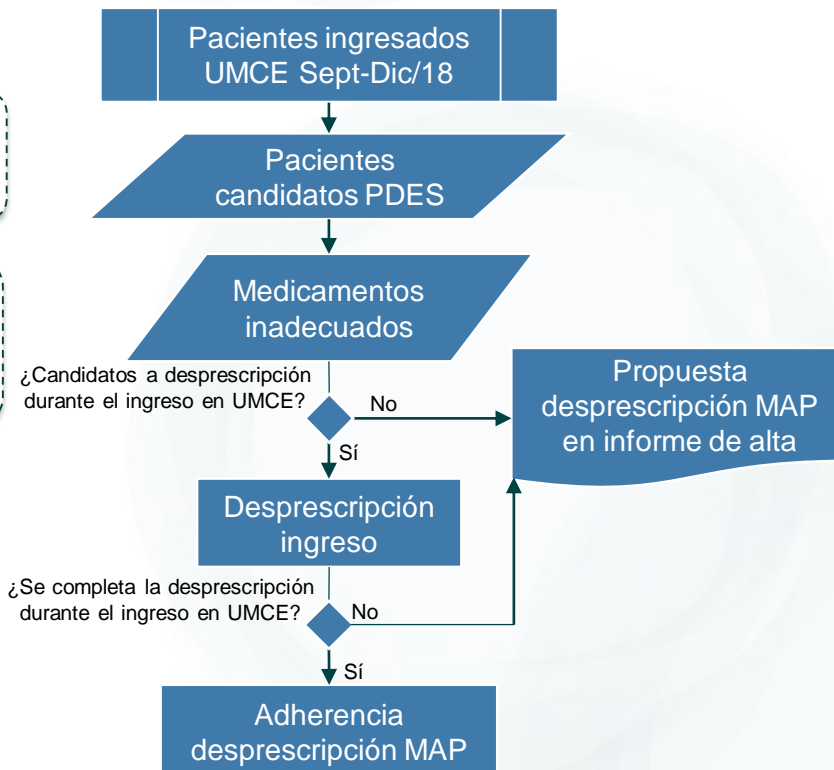 Pacientes ingresados
UMCE Sept-Dic/18
Pacientes
candidatos PDES
Medicamentos
inadecuados
¿Candidatos a desprescripción
durante el ingreso en UMCE?
No
Sí
Propuesta
desprescripción MAP
en informe de alta
Desprescripción
ingreso
¿Se completa la desprescripción
durante el ingreso en UMCE?
No
Sí
Adherencia
desprescripción MAP